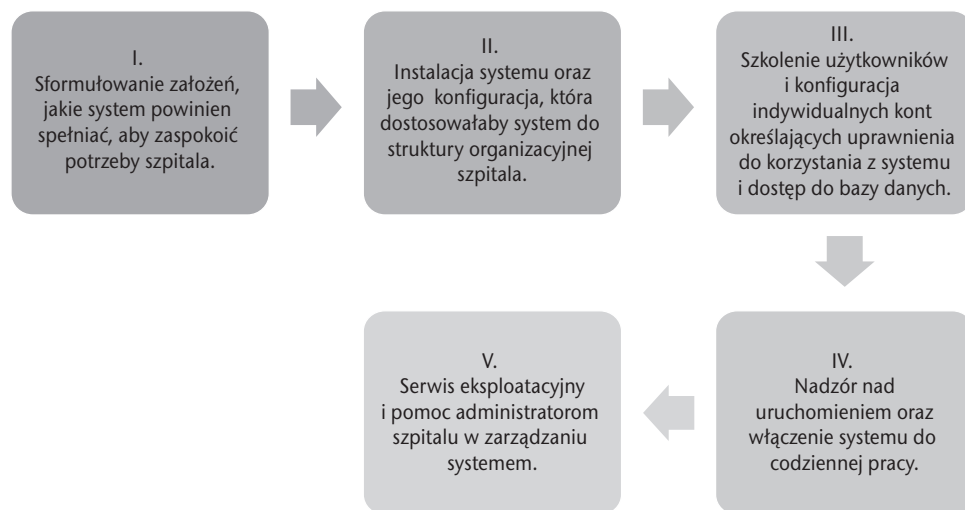 I.
Sformułowanie założeń,
jakie system powinien
spełniać, aby zaspokoić
potrzeby szpitala.
II.
Instalacja systemu oraz
jego konfiguracja, która
dostosowałaby system do
struktury organizacyjnej
szpitala.
III.
Szkolenie użytkowników
i konfiguracja
indywidualnych kont
określających uprawnienia
do korzystania z systemu
i dostęp do bazy danych.
IV.
Nadzór nad
uruchomieniem oraz
włączenie systemu do
codziennej pracy.
V.
Serwis eksploatacyjny
i pomoc administratorom
szpitalu w zarządzaniu
systemem.